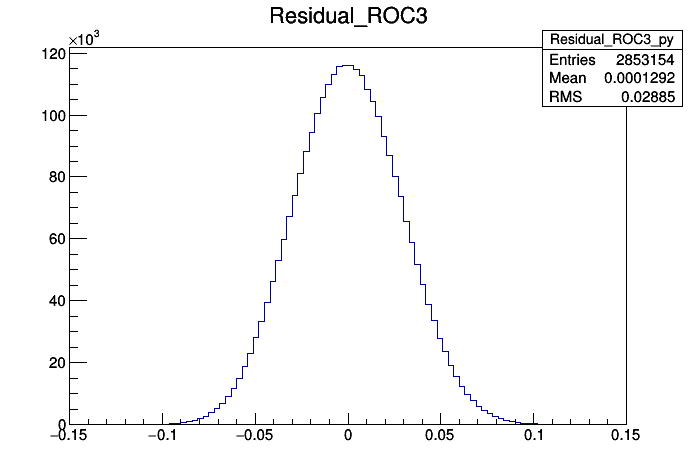 Residual_ROC3
×10³
Residual_ROC3_py
Entries 2853154
Mean 0.0001292
RMS 0.02885
120
100
80
60
40
20
0
−0.15 −0.1 −0.05 0 0.05 0.1 0.15